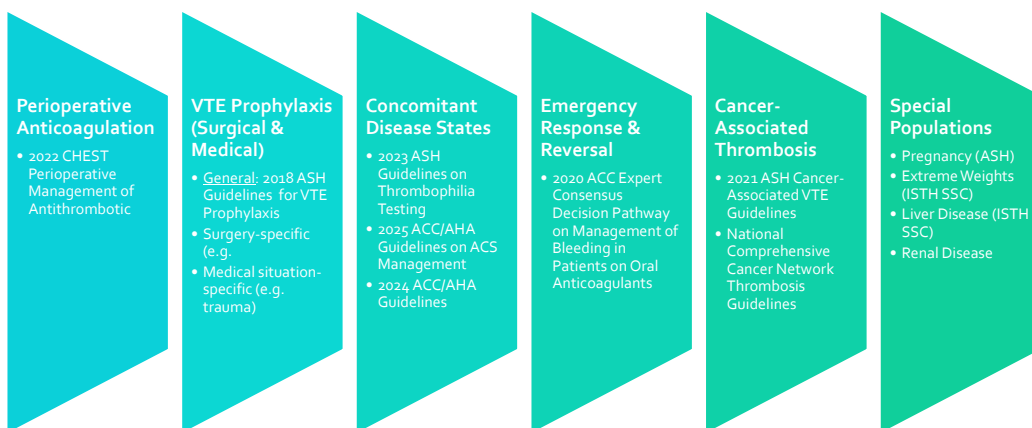 Perioperative
Anticoagulation
• 2022 CHEST
Perioperative
Management of
Antithrombotic
VTE Prophylaxis
(Surgical &
Medical)
• General: 2018 ASH
Guidelines for VTE
Prophylaxis
• Surgery-specific
(e.g.
• Medical situation-
specific (e.g.
trauma)
Concomitant
Disease States
• 2023 ASH
Guidelines on
Thrombophilia
Testing
• 2025 ACC/AHA
Guidelines on ACS
Management
• 2024 ACC/AHA
Guidelines
Emergency
Response &
Reversal
• 2020 ACC Expert
Consensus
Decision Pathway
on Management of
Bleeding in
Patients on Oral
Anticoagulants
Cancer-
Associated
Thrombosis
• 2021 ASH Cancer-
Associated VTE
Guidelines
• National
Comprehensive
Cancer Network
Thrombosis
Guidelines
Special
Populations
• Pregnancy (ASH)
• Extreme Weights
(ISTH SSC)
• Liver Disease (ISTH
SSC)
• Renal Disease